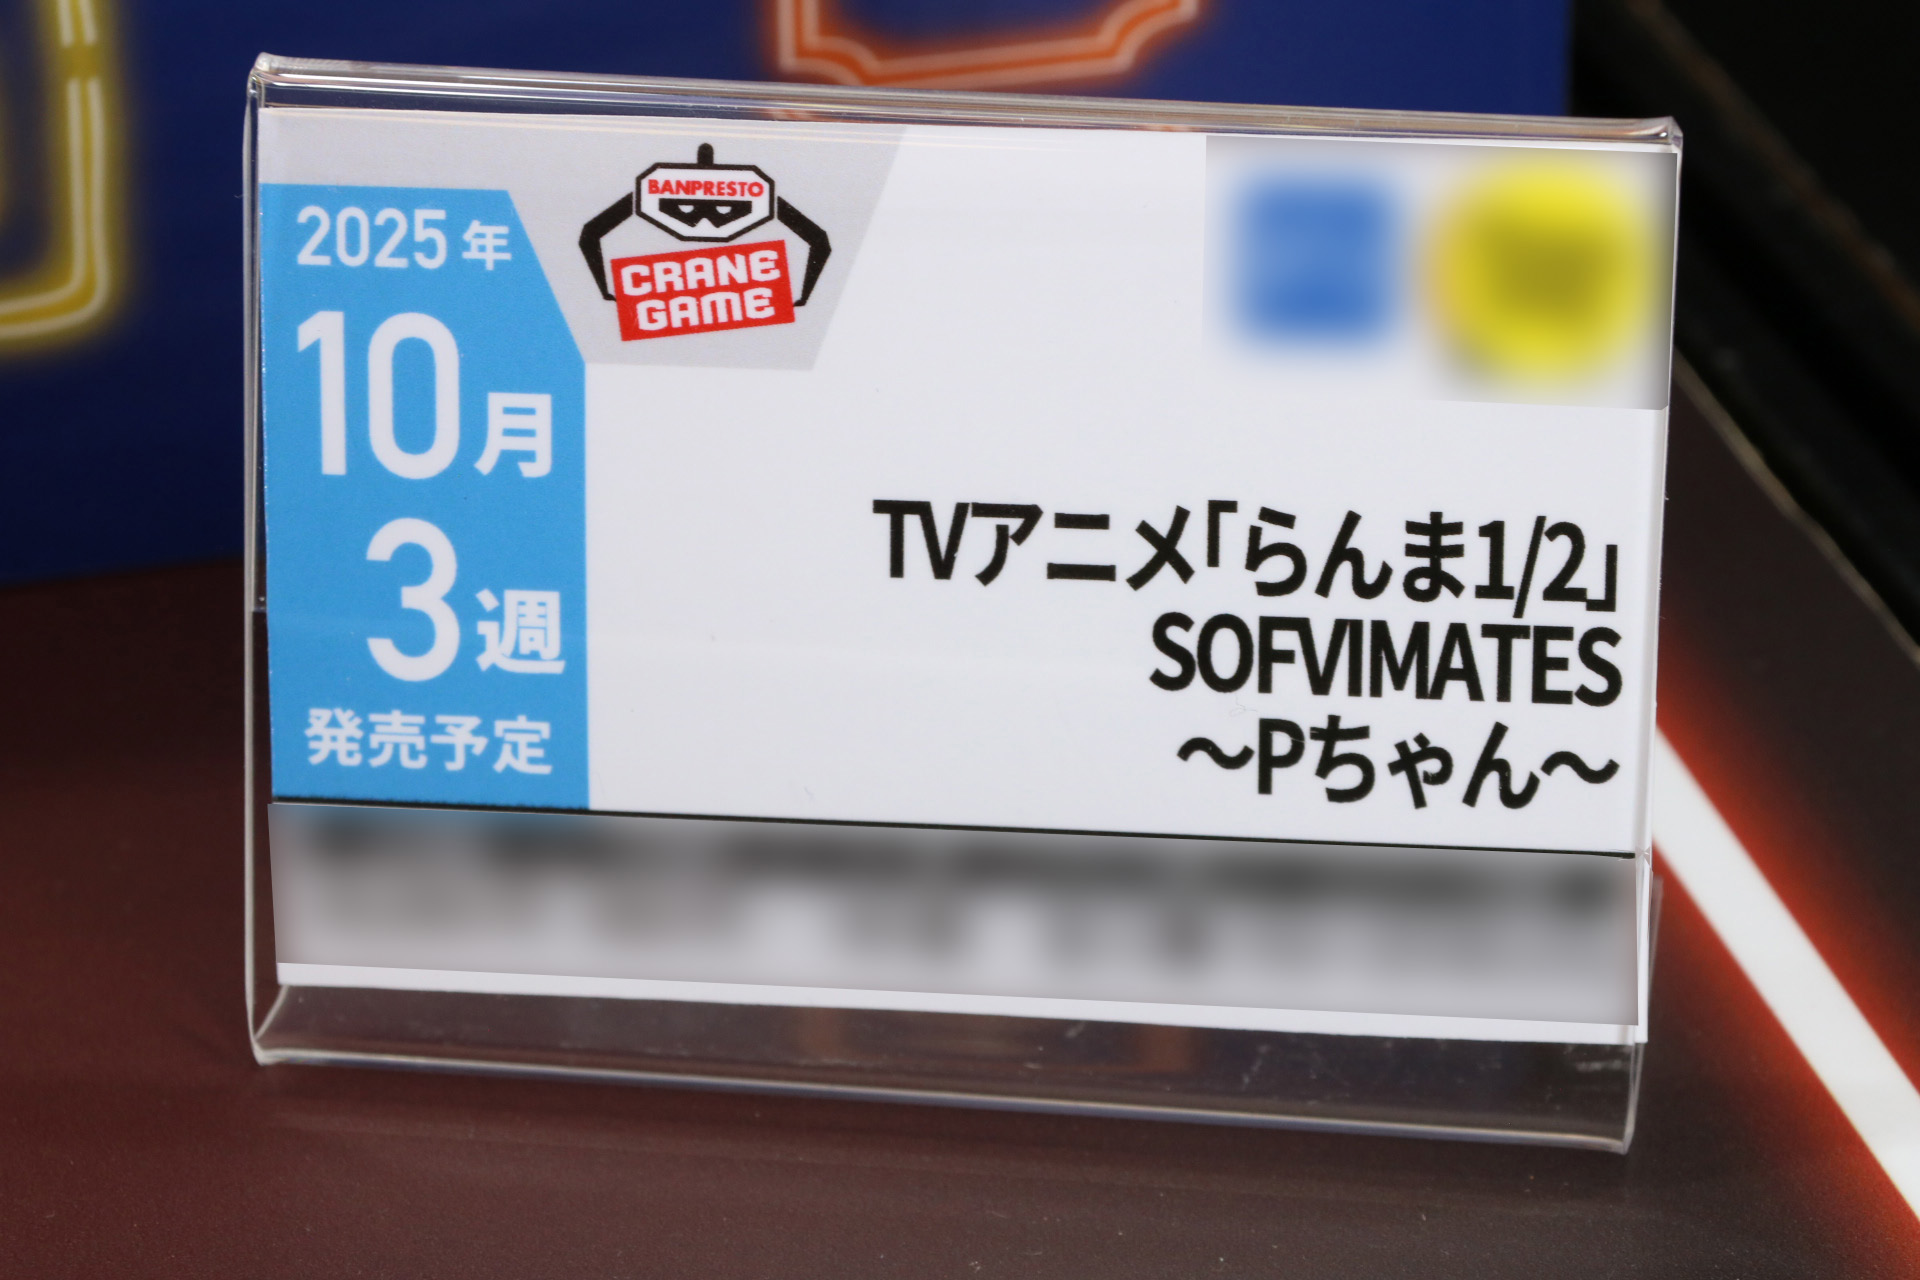 2025年
10月
3週
発売予定
BANPRESTO
CRANE
GAME
TVアニメ「らんま1/2」
SOFVIMATES
～Pちゃん～